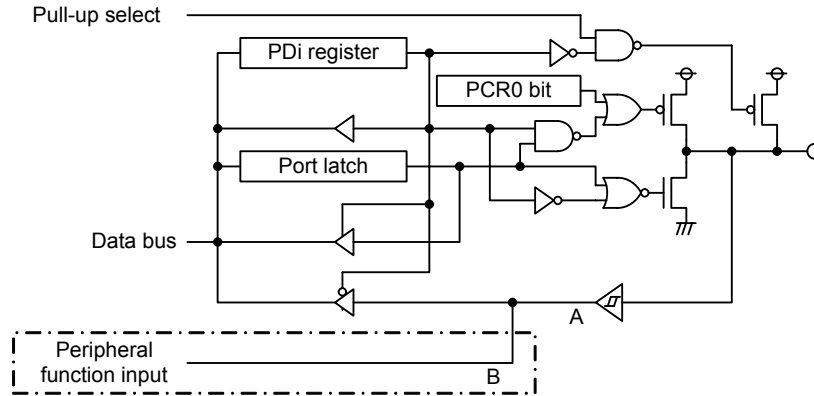 Pull-up select
PDi register
PCR0 bit
Port latch
Data bus
A
Peripheral
function input
B